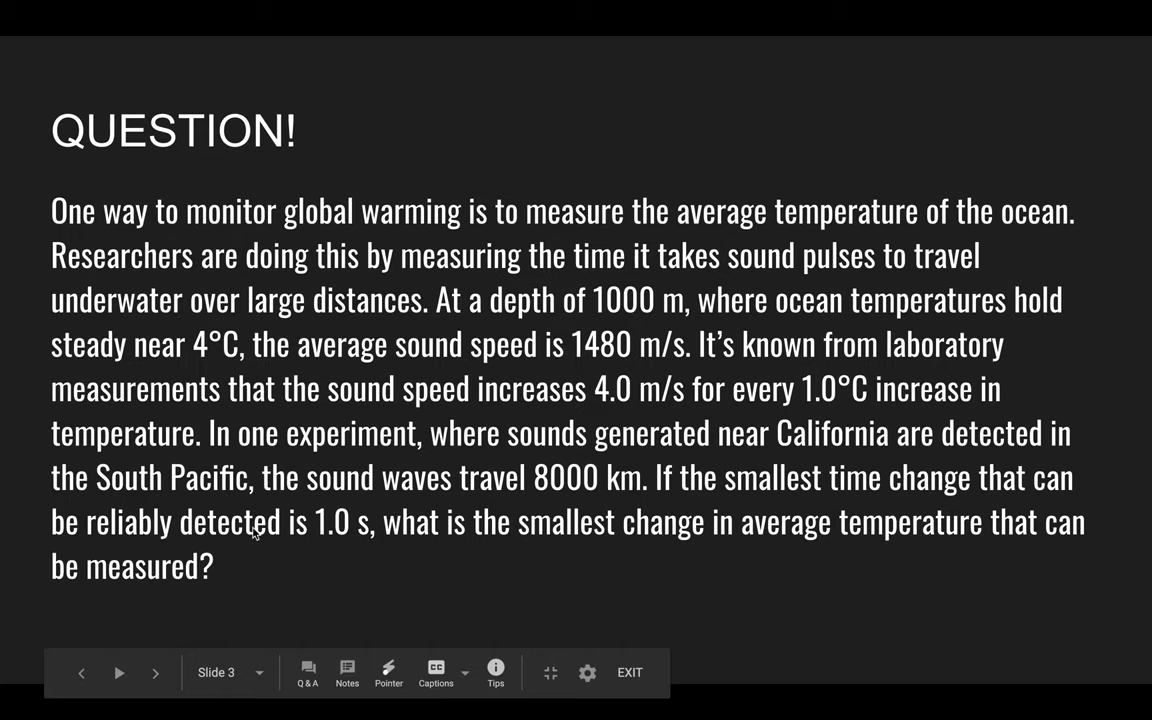 QUESTION!
One way to monitor global warming is to measure the average temperature of the ocean.
Researchers are doing this by measuring the time it takes sound pulses to travel
underwater over large distances. At a depth of 1000 m, where ocean temperatures hold
steady near 4°C, the average sound speed is 1480 m/s. It’s known from laboratory
measurements that the sound speed increases 4.0 m/s for every 1.0°C increase in
temperature. In one experiment, where sounds generated near California are detected in
the South Pacific, the sound waves travel 8000 km. If the smallest time change that can
be reliably detected is 1.0 s, what is the smallest change in average temperature that can
be measured?
Slide 3 Q & A Notes Pointer CC Captions Tips EXIT